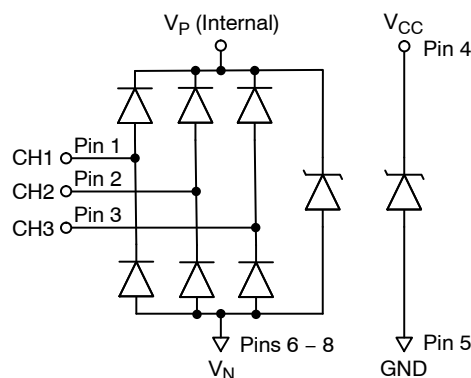 V_P (Internal)
V_CC
Pin 4
CH1 Pin 1
CH2 Pin 2
CH3 Pin 3
Pins 6 – 8
V_N
Pin 5
GND